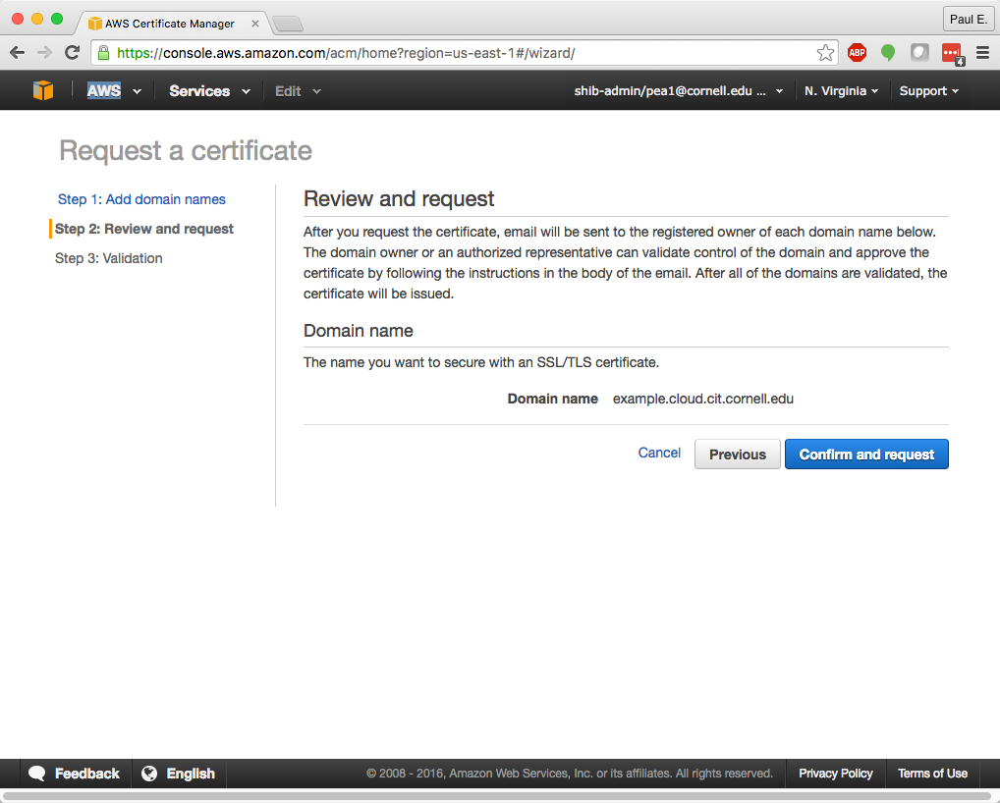 AWS Certificate Manager
Paul E.
https://console.aws.amazon.com/acm/home?region=us-east-1#/wizard/
ABP
4
AWS Services Edit shib-admin/pea1@cornell.edu ... N. Virginia Support
Request a certificate
Step 1: Add domain names
Step 2: Review and request
Step 3: Validation
Review and request
After you request the certificate, email will be sent to the registered owner of each domain name below.
The domain owner or an authorized representative can validate control of the domain and approve the
certificate by following the instructions in the body of the email. After all of the domains are validated, the
certificate will be issued.
Domain name
The name you want to secure with an SSL/TLS certificate.
Domain name example.cloud.cit.cornell.edu
Cancel Previous Confirm and request
Feedback English © 2008 - 2016, Amazon Web Services, Inc. or its affiliates. All rights reserved. Privacy Policy Terms of Use